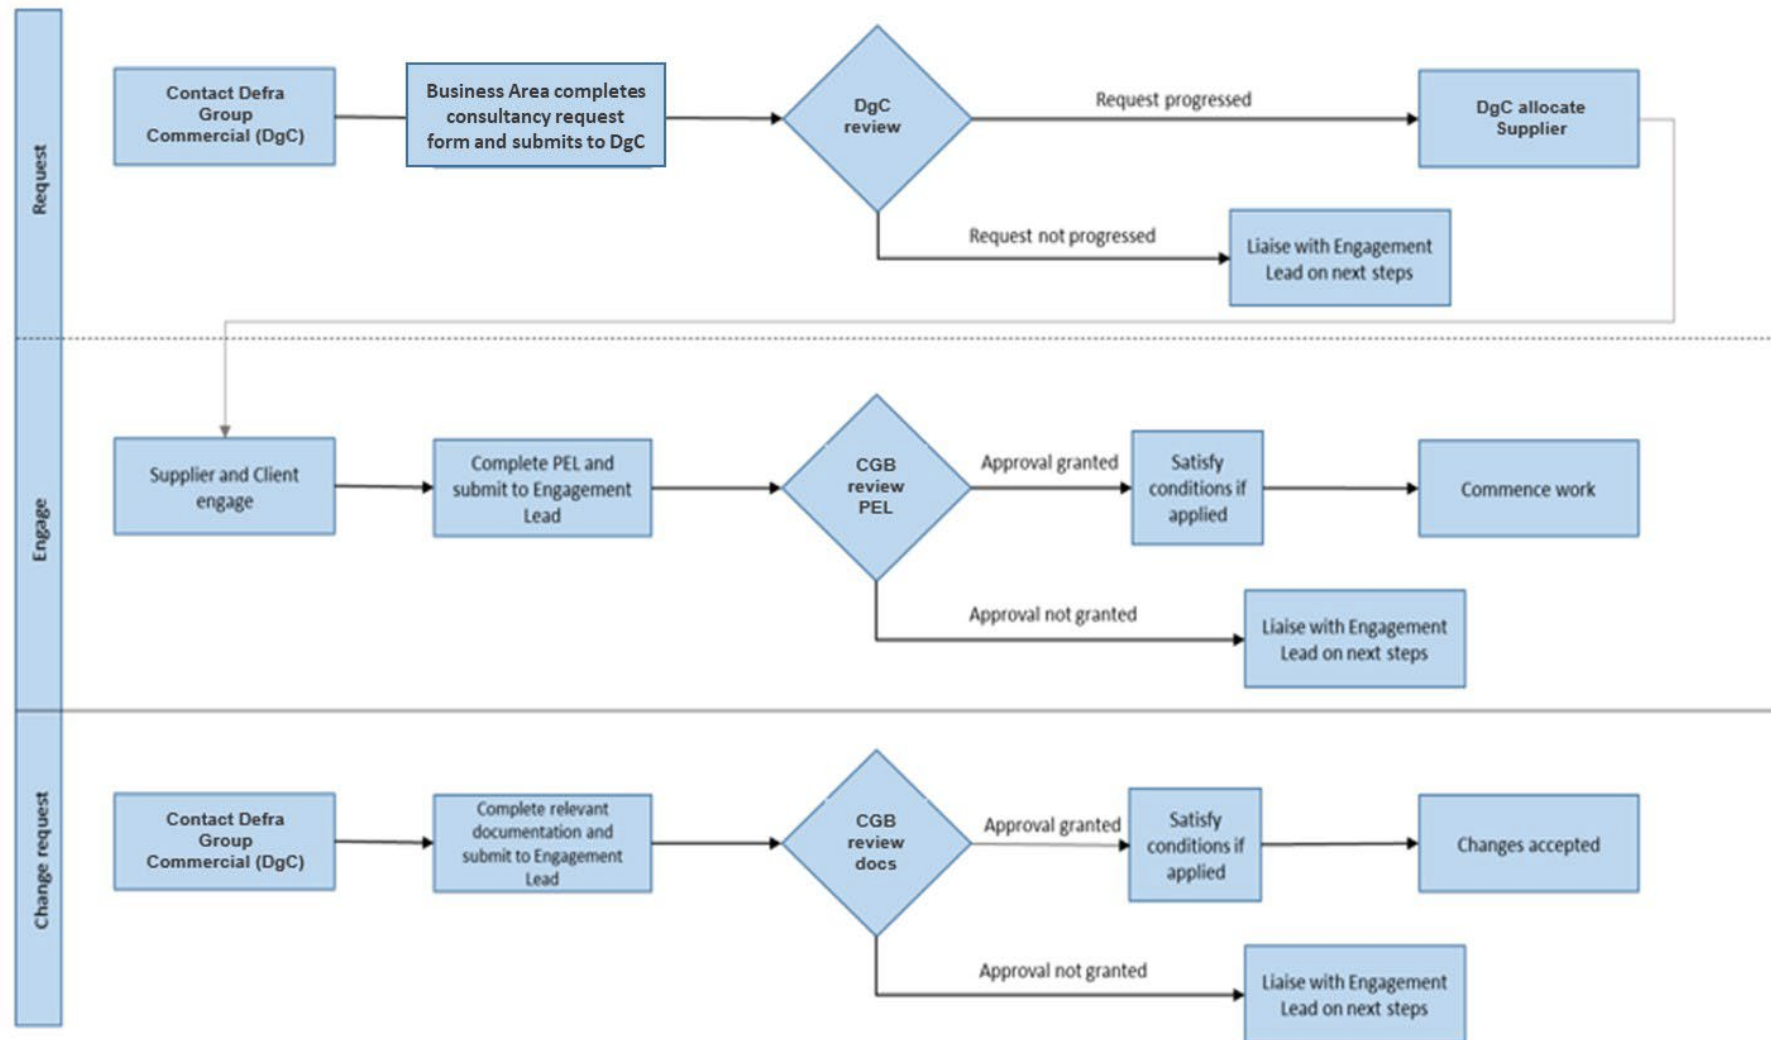 Request
Contact Defra
Group
Commercial (DgC)
Business Area completes
consultancy request
form and submits to DgC
DgC
review
Request progressed
DgC allocate
Supplier
Request not progressed
Liaise with Engagement
Lead on next steps
Engage
Supplier and Client
engage
Complete PEL and
submit to Engagement
Lead
CGB
review
PEL
Approval granted
Satisfy
conditions if
applied
Commence work
Approval not granted
Liaise with Engagement
Lead on next steps
Change request
Contact Defra
Group
Commercial (DgC)
Complete relevant
documentation and
submit to Engagement
Lead
CGB
review
docs
Approval granted
Satisfy
conditions if
applied
Changes accepted
Approval not granted
Liaise with Engagement
Lead on next steps